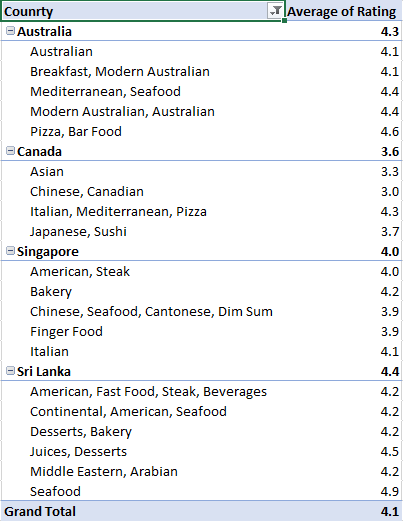 Counrty Average of Rating
Australia 4.3
Australian 4.1
Breakfast, Modern Australian 4.1
Mediterranean, Seafood 4.4
Modern Australian, Australian 4.4
Pizza, Bar Food 4.6
Canada 3.6
Asian 3.3
Chinese, Canadian 3.0
Italian, Mediterranean, Pizza 4.3
Japanese, Sushi 3.7
Singapore 4.0
American, Steak 4.0
Bakery 4.2
Chinese, Seafood, Cantonese, Dim Sum 3.9
Finger Food 3.9
Italian 4.1
Sri Lanka 4.4
American, Fast Food, Steak, Beverages 4.2
Continental, American, Seafood 4.2
Desserts, Bakery 4.2
Juices, Desserts 4.5
Middle Eastern, Arabian 4.2
Seafood 4.9
Grand Total 4.1